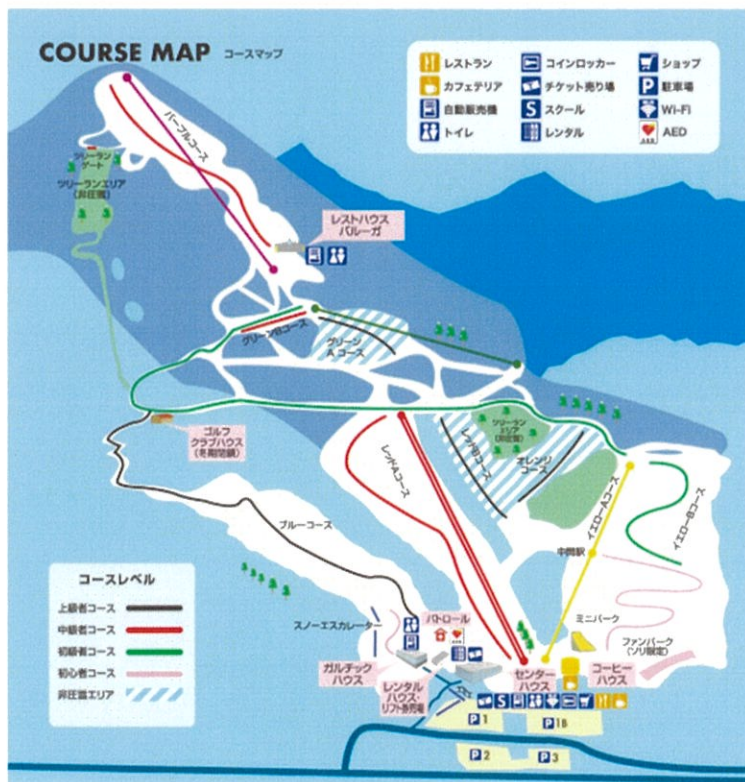 COURSE MAP コースマップ
レストラン
カフェテリア
自動販売機
トイレ
コインロッカー
チケット売り場
スクール
レンタル
ショップ
駐車場
Wi-Fi
AED
パープルコース
ツリーラン
ゲート
ツリーランエリア
(非圧雪)
レストハウス
バルーガ
グリーンBコース
グリーン
Aコース
ゴルフ
クラブハウス
(冬期閉鎖)
レッドAコース
レッドBコース
ツリーラン
エリア
(非圧雪)
オレンジ
コース
イエローAコース
イエローBコース
中間駅
ブルーコース
コースレベル
上級者コース
中級者コース
初級者コース
初心者コース
非圧雪エリア
スノーエスカレーター
パトロール
ガルチック
ハウス
レンタル
ハウス・
リフト券売場
センター
ハウス
ミニパーク
ファンパーク
(ソリ限定)
コーヒー
ハウス
P 1
P 1B
P 2
P 3